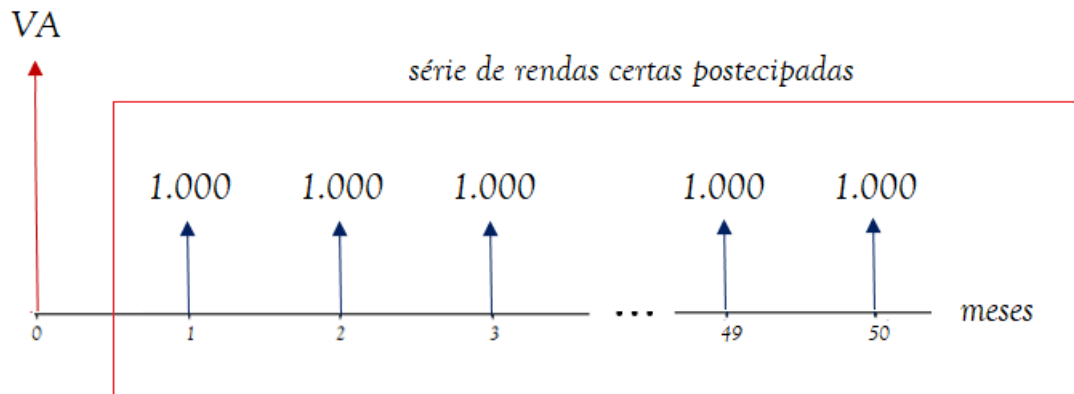 VA
série de rendas certas postecipadas
1.000 1.000 1.000 1.000 1.000
... meses
0 1 2 3 49 50